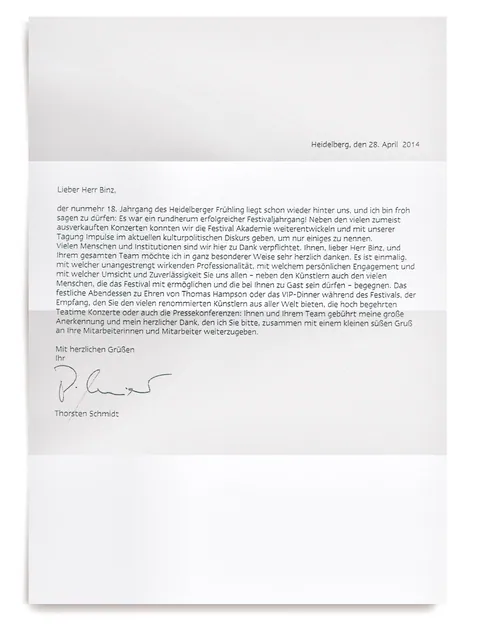 Heidelberg, den 28. April 2014
Lieber Herr Binz,
der nunmehr 18. Jahrgang des Heidelberger Frühling liegt schon wieder hinter uns, und ich bin froh
sagen zu dürfen: Es war ein rundherum erfolgreicher Festivaljahrgang! Neben den vielen zumeist
ausverkauften Konzerten konnten wir die Festival Akademie weiterentwickeln und mit unserer
Tagung Impulse im aktuellen kulturpolitischen Diskurs geben, um nur einiges zu nennen.
Vielen Menschen und Institutionen sind wir hier zu Dank verpflichtet. Ihnen, lieber Herr Binz, und
Ihrem gesamten Team möchte ich in ganz besonderer Weise sehr herzlich danken. Es ist einmalig,
mit welcher unangestrengt wirkenden Professionalität, mit welchem persönlichen Engagement und
mit welcher Umsicht und Zuverlässigkeit Sie uns allen – neben den Künstlern auch den vielen
Menschen, die das Festival mit ermöglichen und die bei Ihnen zu Gast sein dürfen – begegnen. Das
festliche Abendessen zu Ehren von Thomas Hampson oder das VIP-Dinner während des Festivals, der
Empfang, den Sie den vielen renommierten Künstlern aus aller Welt bieten, die hoch begehrten
Teatime Konzerte oder auch die Pressekonferenzen: Ihnen und Ihrem Team gebührt meine große
Anerkennung und mein herzlicher Dank, den ich Sie bitte, zusammen mit einem kleinen süßen Gruß
an Ihre Mitarbeiterinnen und Mitarbeiter weiterzugeben.
Mit herzlichen Grüßen
Ihr
Thorsten Schmidt